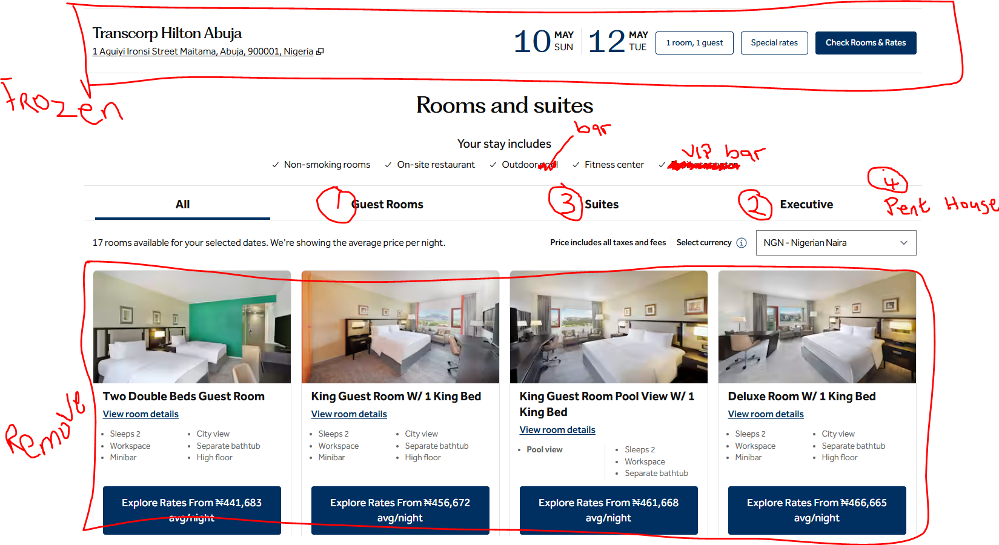 Transcorp Hilton Abuja
1 Aguiyi Ironsi Street Maitama, Abuja, 900001, Nigeria
10 MAY SUN
12 MAY TUE
1 room, 1 guest
Special rates
Check Rooms & Rates
Frozen
Rooms and suites
bar
Your stay includes
VIP bar
Non-smoking rooms
On-site restaurant
Outdoor pool
Fitness center
4
Pent House
All
1 Guest Rooms
3 Suites
2 Executive
17 rooms available for your selected dates. We're showing the average price per night.
Price includes all taxes and fees
Select currency
NGN - Nigerian Naira
Remove
Two Double Beds Guest Room
View room details
Sleeps 2
Workspace
Minibar
City view
Separate bathtub
High floor
Explore Rates From ₦441,683
avg/night
King Guest Room W/ 1 King Bed
View room details
Sleeps 2
Workspace
Minibar
City view
Separate bathtub
High floor
Explore Rates From ₦456,672
avg/night
King Guest Room Pool View W/ 1
King Bed
View room details
Pool view
Sleeps 2
Workspace
Separate bathtub
Explore Rates From ₦461,668
avg/night
Deluxe Room W/ 1 King Bed
View room details
Sleeps 2
Workspace
Minibar
City view
Separate bathtub
High floor
Explore Rates From ₦466,665
avg/night